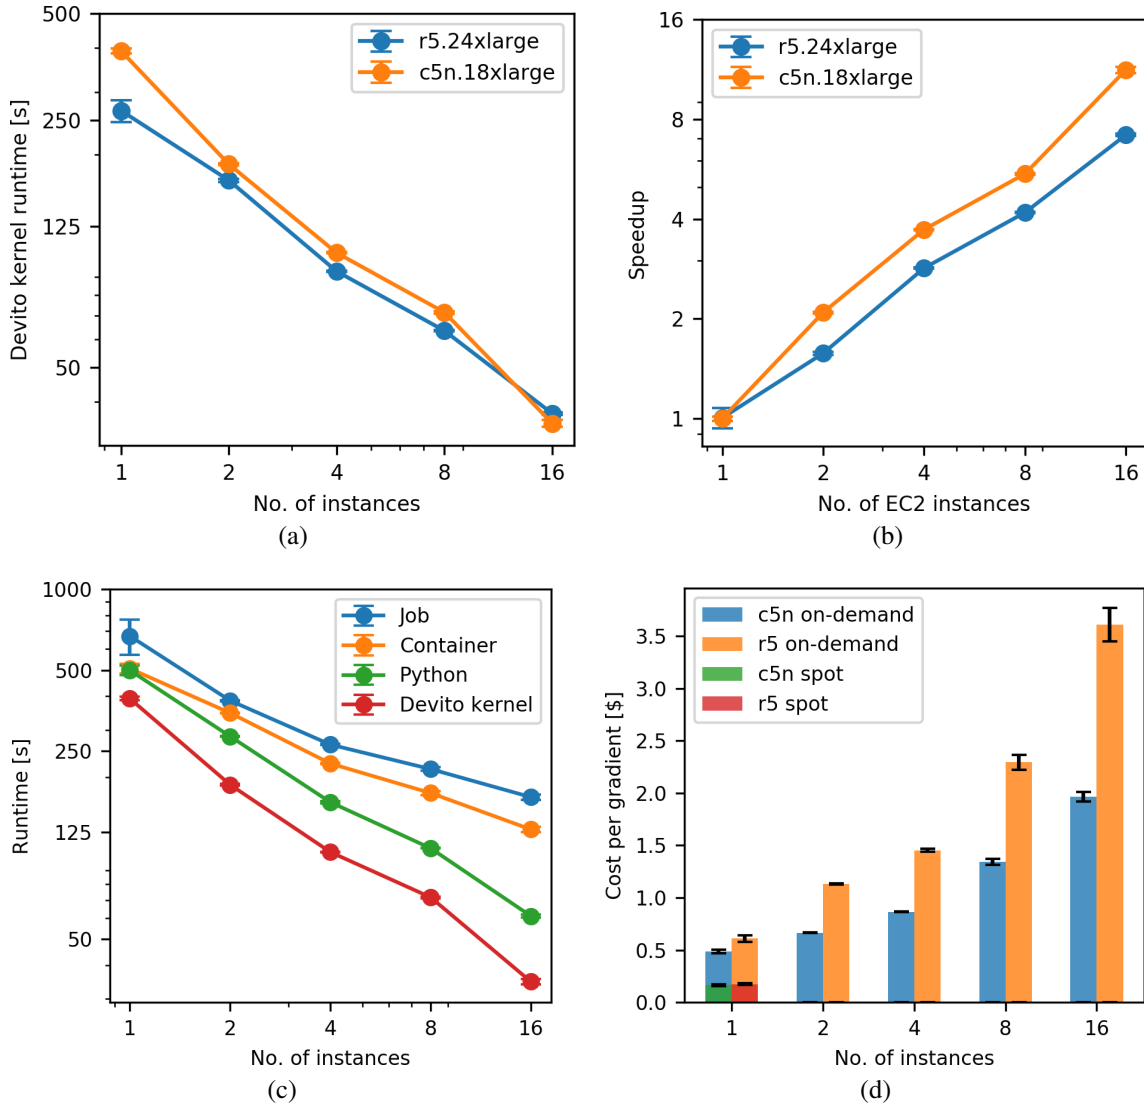 500
250
125
50
Devito kernel runtime [s]
r5.24xlarge
c5n.18xlarge
1 2 4 8 16
No. of instances
(a)
16
8
4
2
1
Speedup
r5.24xlarge
c5n.18xlarge
1 2 4 8 16
No. of EC2 instances
(b)
1000
500
250
125
50
Runtime [s]
Job
Container
Python
Devito kernel
1 2 4 8 16
No. of instances
(c)
3.5
3.0
2.5
2.0
1.5
1.0
0.5
0.0
Cost per gradient [$]
c5n on-demand
r5 on-demand
c5n spot
r5 spot
1 2 4 8 16
No. of instances
(d)